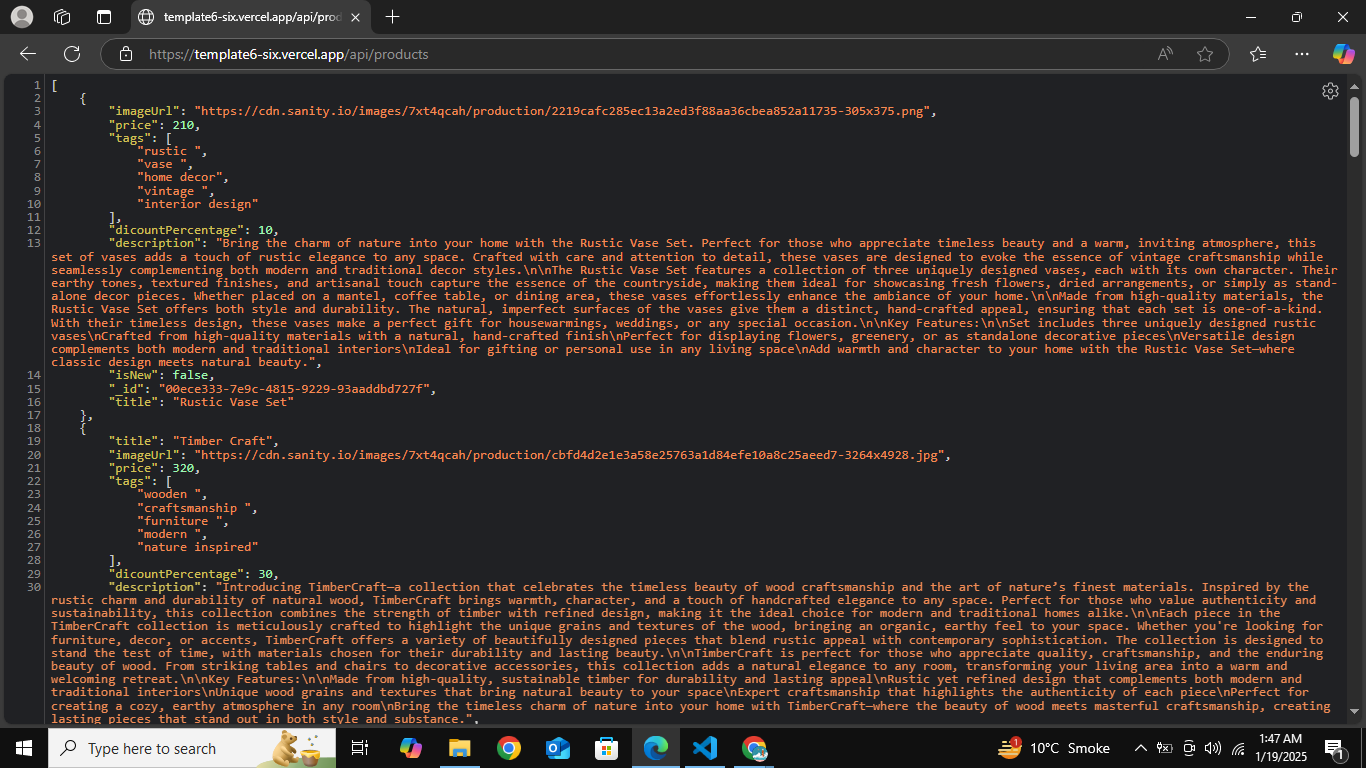 template6-six.vercel.app/api/prod
https://template6-six.vercel.app/api/products
1 [
2 {
3 "imageUrl": "https://cdn.sanity.io/images/7xt4qcah/production/2219cafc285ec13a2ed3f88aa36cbea852a11735-305x375.png",
4 "price": 210,
5 "tags": [
6 "rustic ",
7 "vase ",
8 "home decor",
9 "vintage ",
10 "interior design"
11 ],
12 "dicountPercentage": 10,
13 "description": "Bring the charm of nature into your home with the Rustic Vase Set. Perfect for those who appreciate timeless beauty and a warm, inviting atmosphere, this
set of vases adds a touch of rustic elegance to any space. Crafted with care and attention to detail, these vases are designed to evoke the essence of vintage craftsmanship while
seamlessly complementing both modern and traditional decor styles.\n\nThe Rustic Vase Set features a collection of three uniquely designed vases, each with its own character. Their
earthy tones, textured finishes, and artisanal touch capture the essence of the countryside, making them ideal for showcasing fresh flowers, dried arrangements, or simply as stand-
alone decor pieces. Whether placed on a mantel, coffee table, or dining area, these vases effortlessly enhance the ambiance of your home.\n\nMade from high-quality materials, the
Rustic Vase Set offers both style and durability. The natural, imperfect surfaces of the vases give them a distinct, hand-crafted appeal, ensuring that each set is one-of-a-kind.
With their timeless design, these vases make a perfect gift for housewarmings, weddings, or any special occasion.\n\nKey Features:\n\nSet includes three uniquely designed rustic
vases\nCrafted from high-quality materials with a natural, hand-crafted finish\nPerfect for displaying flowers, greenery, or as standalone decorative pieces\nVersatile design
complements both modern and traditional interiors\nIdeal for gifting or personal use in any living space\nAdd warmth and character to your home with the Rustic Vase Set—where
classic design meets natural beauty.",
14 "isNew": false,
15 "_id": "00ece333-7e9c-4815-9229-93aaddbd727f",
16 "title": "Rustic Vase Set"
17 },
18 {
19 "title": "Timber Craft",
20 "imageUrl": "https://cdn.sanity.io/images/7xt4qcah/production/cbfd4d2e1e3a58e25763a1d84efe10a8c25aeed7-3264x4928.jpg",
21 "price": 320,
22 "tags": [
23 "wooden ",
24 "craftsmanship ",
25 "furniture ",
26 "modern ",
27 "nature inspired"
28 ],
29 "dicountPercentage": 30,
30 "description": "Introducing TimberCraft—a collection that celebrates the timeless beauty of wood craftsmanship and the art of nature’s finest materials. Inspired by the
rustic charm and durability of natural wood, TimberCraft brings warmth, character, and a touch of handcrafted elegance to any space. Perfect for those who value authenticity and
sustainability, this collection combines the strength of timber with refined design, making it the ideal choice for modern and traditional homes alike.\n\nEach piece in the
TimberCraft collection is meticulously crafted to highlight the unique grains and textures of the wood, bringing an organic, earthy feel to your space. Whether you're looking for
furniture, decor, or accents, TimberCraft offers a variety of beautifully designed pieces that blend rustic appeal with contemporary sophistication. The collection is designed to
stand the test of time, with materials chosen for their durability and lasting beauty.\n\nTimberCraft is perfect for those who appreciate quality, craftsmanship, and the enduring
beauty of wood. From striking tables and chairs to decorative accessories, this collection adds a natural elegance to any room, transforming your living area into a warm and
welcoming retreat.\n\nKey Features:\n\nMade from high-quality, sustainable timber for durability and lasting appeal\nRustic yet refined design that complements both modern and
traditional interiors\nUnique wood grains and textures that bring natural beauty to your space\nExpert craftsmanship that highlights the authenticity of each piece\nPerfect for
creating a cozy, earthy atmosphere in any room\nBring the timeless charm of nature into your home with TimberCraft—where the beauty of wood meets masterful craftsmanship, creating
lasting pieces that stand out in both style and substance.",
Type here to search
1
10°C Smoke
1:47 AM
1/19/2025
1